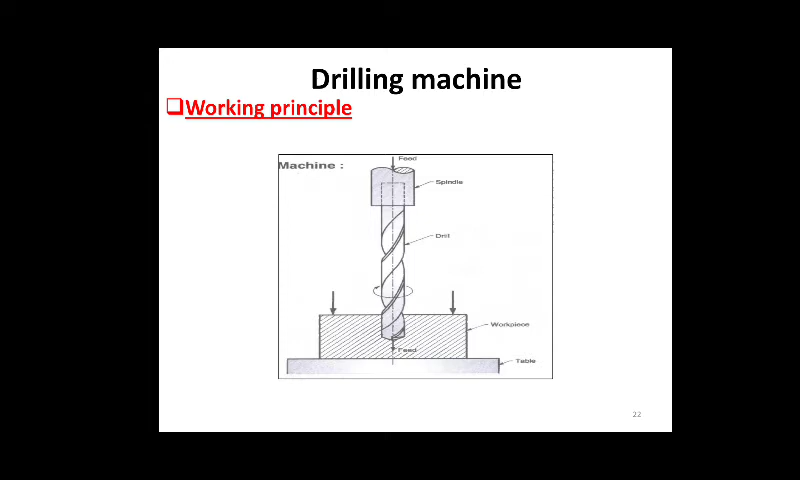 Drilling machine
Working principle
Machine :
Feed
Spindle
Drill
Workpiece
Feed
Table
22